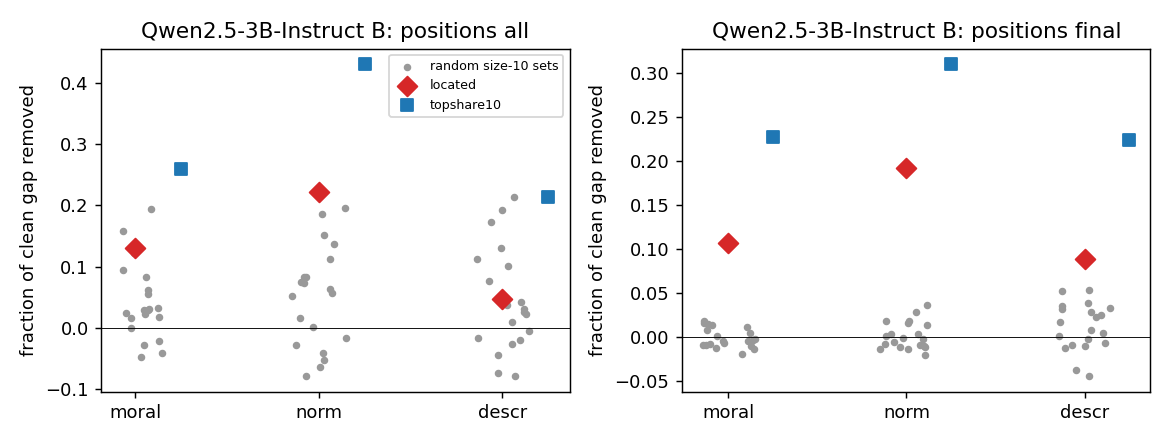 Qwen2.5-3B-Instruct B: positions all
fraction of clean gap removed
0.4
0.3
0.2
0.1
0.0
−0.1
random size-10 sets
located
topshare10
moral norm descr
Qwen2.5-3B-Instruct B: positions final
fraction of clean gap removed
0.30
0.25
0.20
0.15
0.10
0.05
0.00
−0.05
moral norm descr